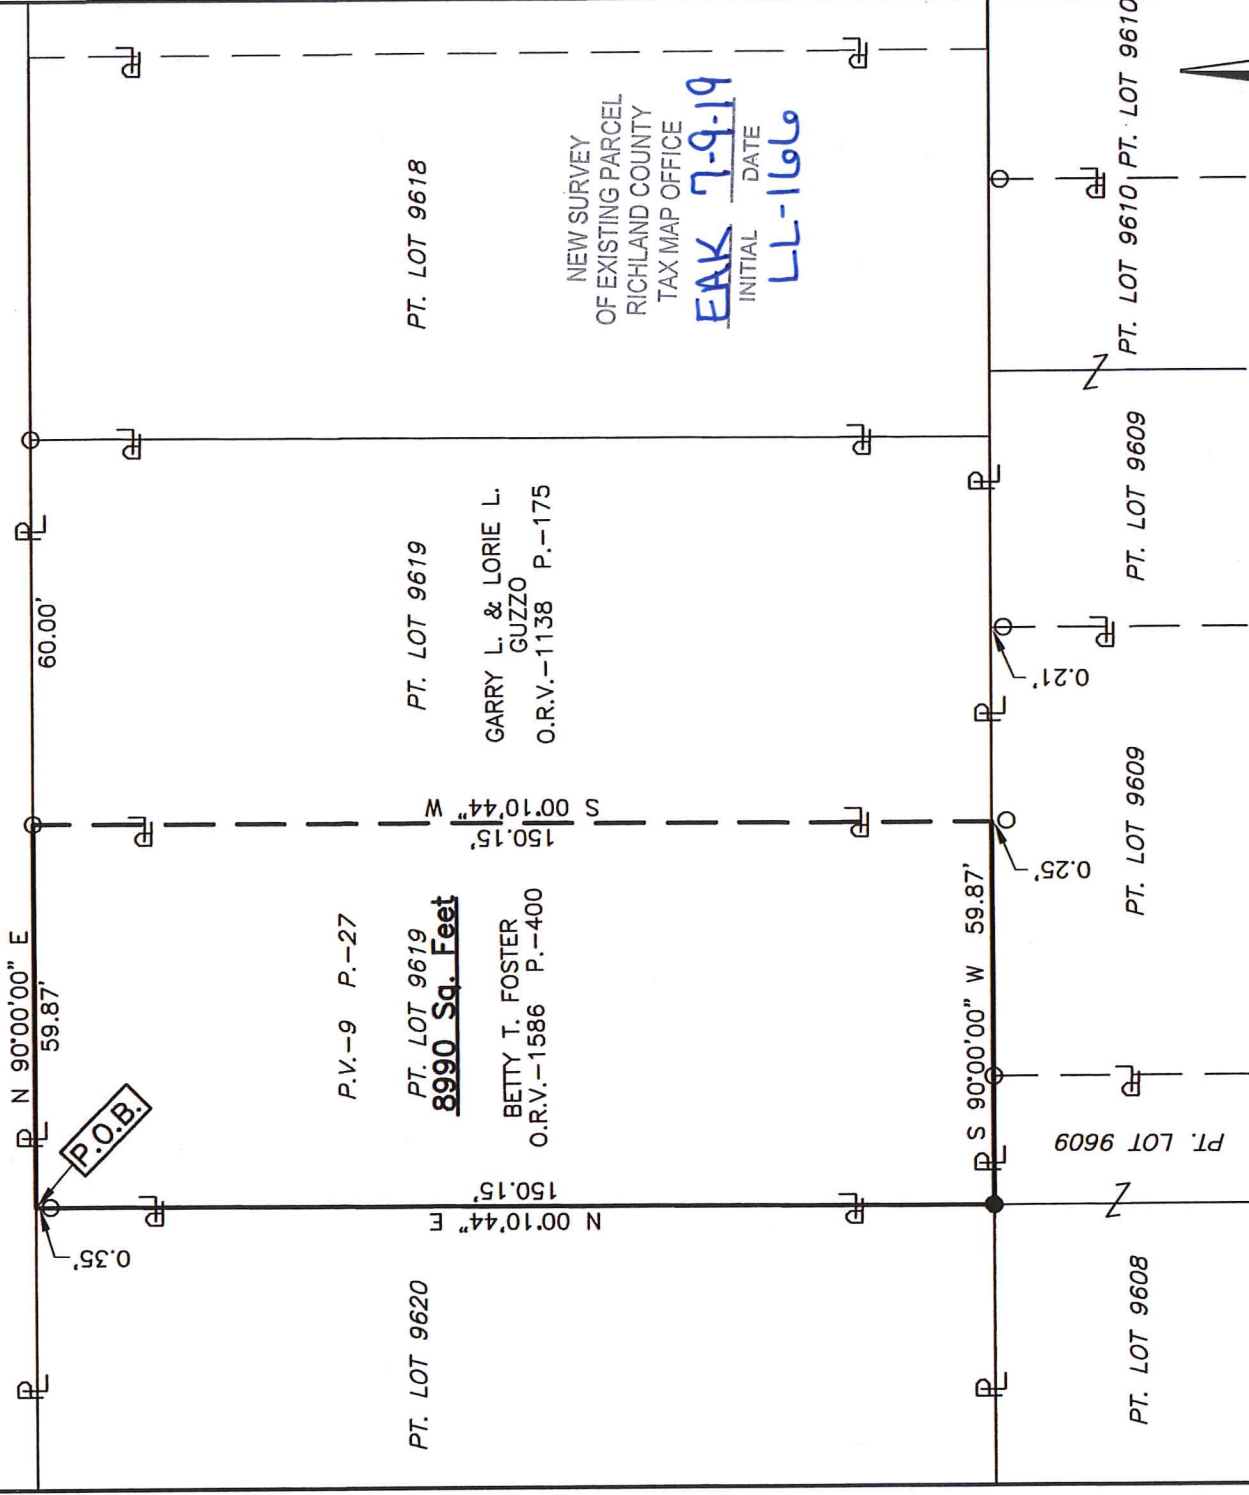 N 90°00'00" E
59.87'
60.00'
P.O.B.
0.35'
P.V.-9 P.-27
PT. LOT 9619
8990 Sq. Feet
BETTY T. FOSTER
O.R.V.-1586 P.-400
N 00°10'44" E
150.15'
S 00°10'44" W
150.15'
PT. LOT 9620
PT. LOT 9619
GARRY L. & LORIE L.
GUZZO
O.R.V.-1138 P.-175
PT. LOT 9618
NEW SURVEY
OF EXISTING PARCEL
RICHLAND COUNTY
TAX MAP OFFICE
EAK 7-9-19
INITIAL DATE
LL-166
S 90°00'00" W 59.87'
0.25'
0.21'
PT. LOT 9608
PT. LOT 9609
PT. LOT 9609
PT. LOT 9609
PT. LOT 9610
PT. LOT 9610